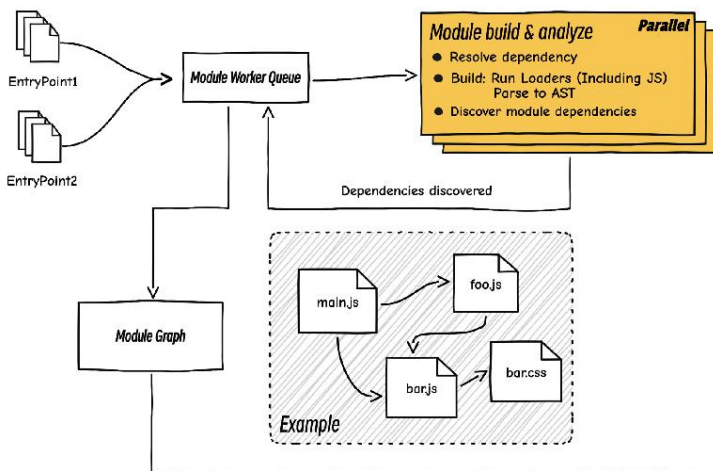 EntryPoint1
EntryPoint2
Module Worker Queue
Module build & analyze
Parallel
Resolve dependency
Build: Run Loaders (Including JS)
Parse to AST
Discover module dependencies
Dependencies discovered
Module Graph
main.js
foo.js
bar.js
bar.css
Example